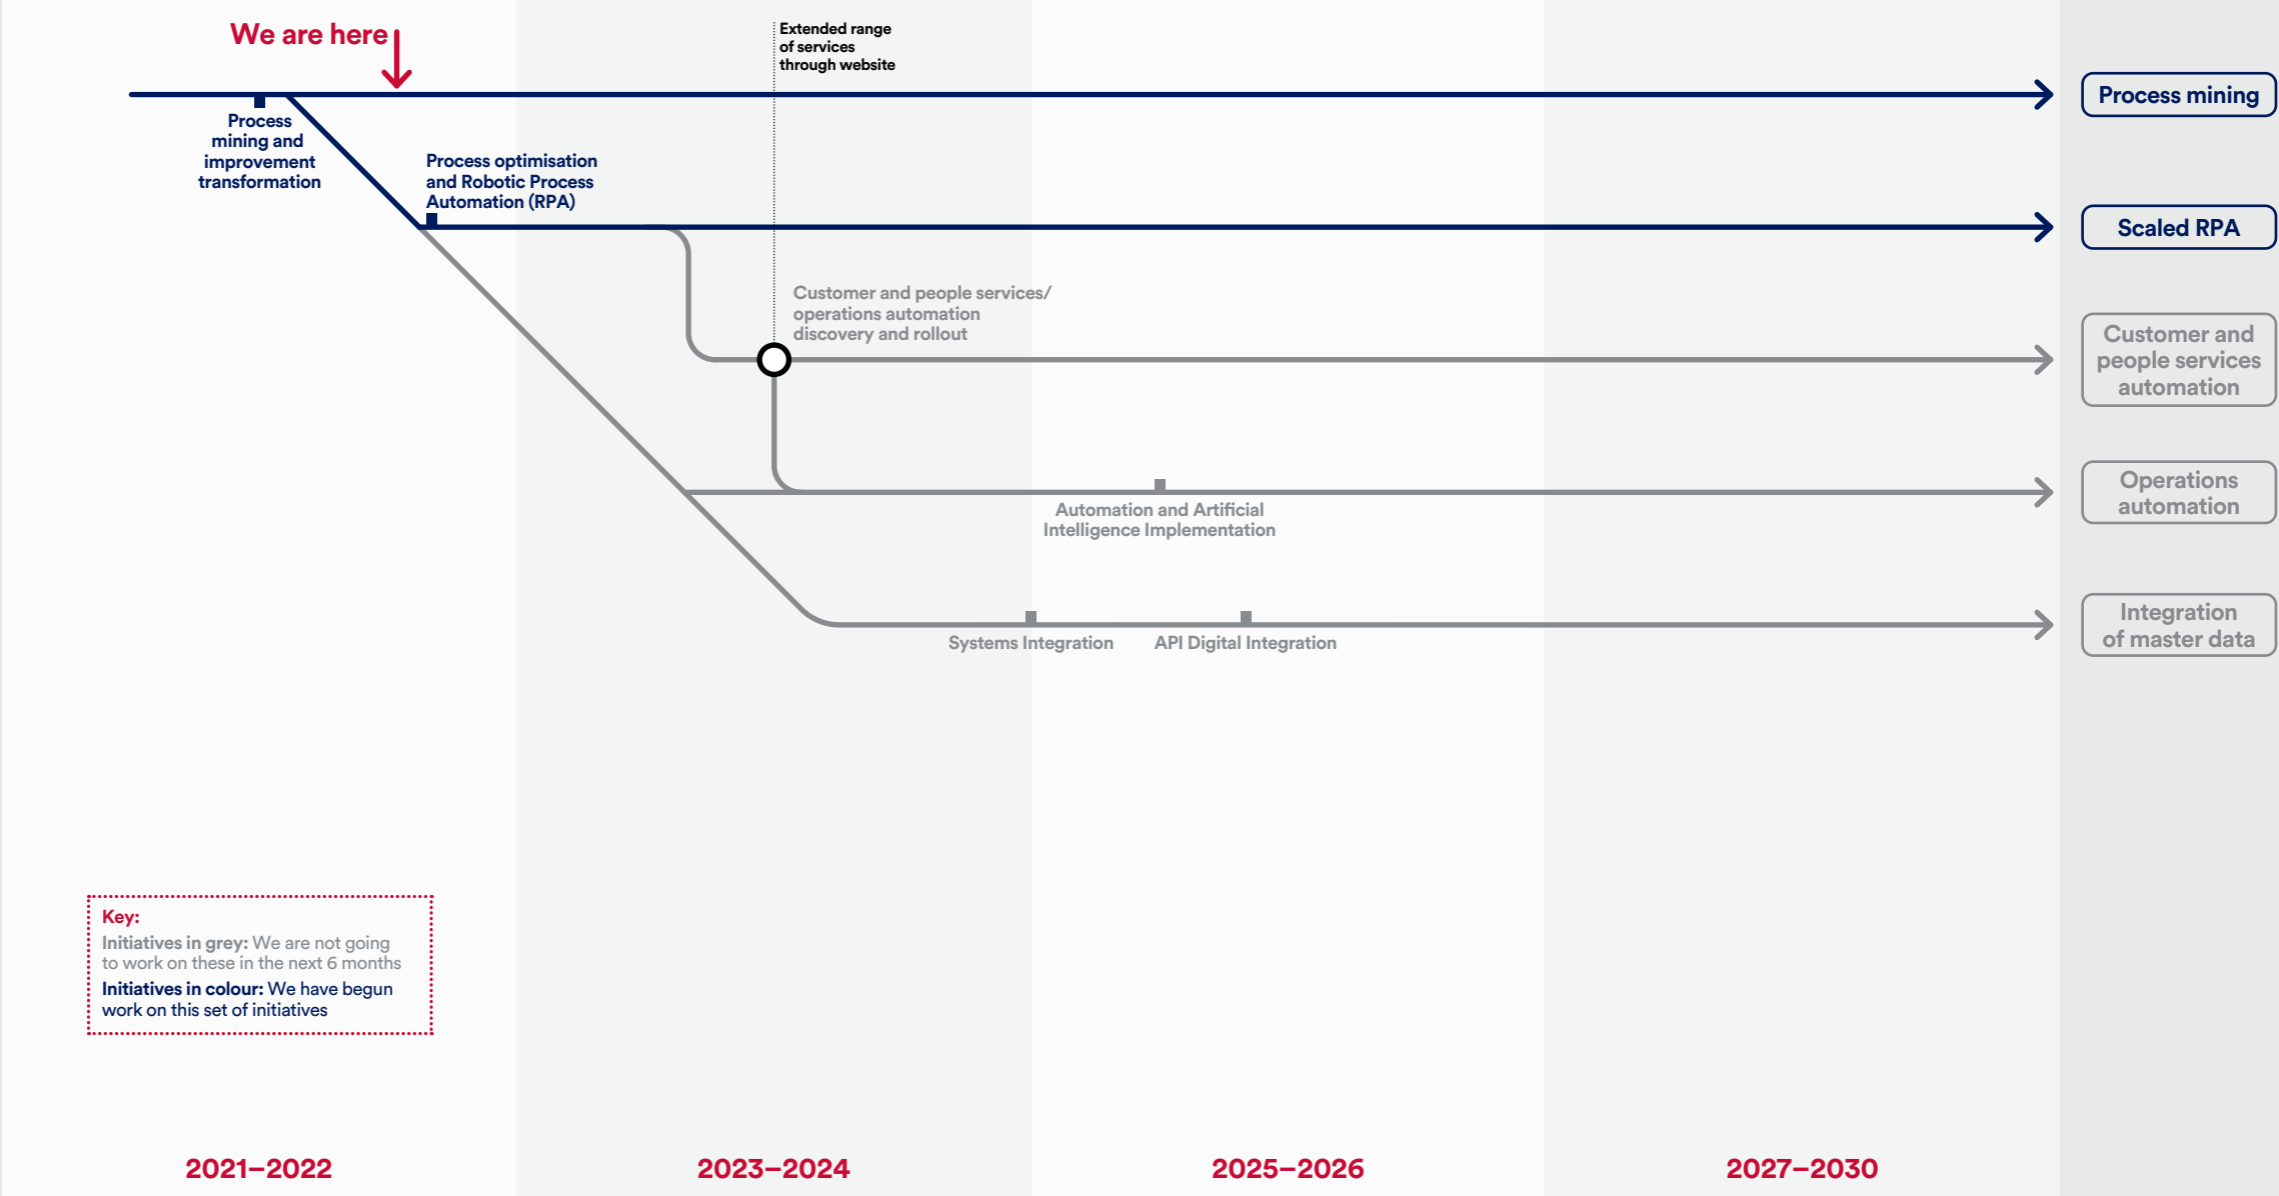 We are here
Extended range
of services
through website
Process mining
Process
mining and
improvement
transformation
Process optimisation
and Robotic Process
Automation (RPA)
Scaled RPA
Customer and people services/
operations automation
discovery and rollout
Customer and
people services
automation
Operations
automation
Automation and Artificial
Intelligence Implementation
Integration
of master data
Systems Integration
API Digital Integration
Key:
Initiatives in grey: We are not going
to work on these in the next 6 months
Initiatives in colour: We have begun
work on this set of initiatives
2021–2022
2023–2024
2025–2026
2027–2030